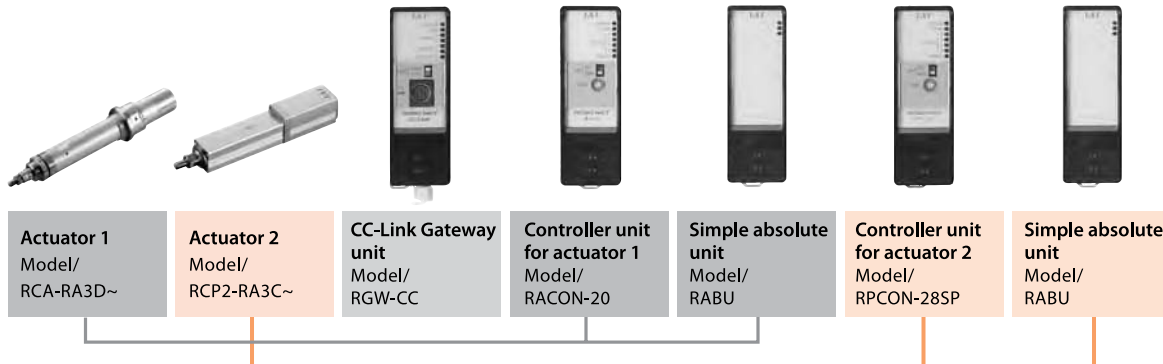 Actuator 1
Model/
RCA-RA3D~
Actuator 2
Model/
RCP2-RA3C~
CC-Link Gateway
unit
Model/
RGW-CC
Controller unit
for actuator 1
Model/
RACON-20
Simple absolute
unit
Model/
RABU
Controller unit
for actuator 2
Model/
RPCON-28SP
Simple absolute
unit
Model/
RABU